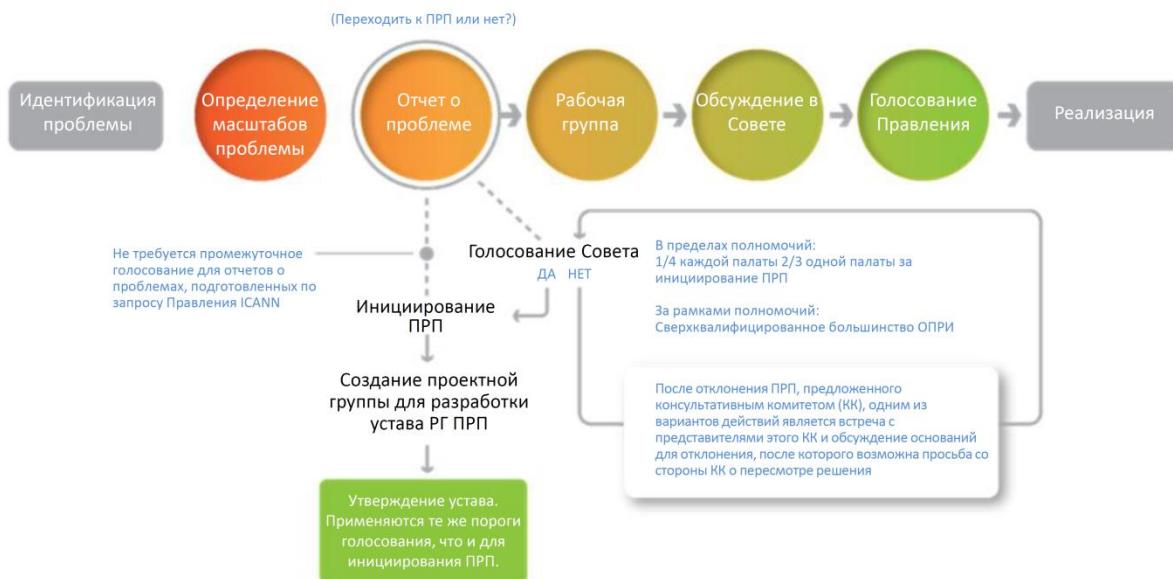 (Переходить к ПРП или нет?)
Идентификация
проблемы
Определение
масштабов
проблемы
Отчет о
проблеме
Рабочая
группа
Обсуждение в
Совете
Голосование
Правления
Реализация
Не требуется промежуточное
голосование для отчетов о
проблемах, подготовленных по
запросу Правления ICANN
Голосование Совета
ДА НЕТ
Инициирование
ПРП
Создание проектной
группы для разработки
устава РГ ПРП
Утверждение устава.
Применяются те же пороги
голосования, что и для
инициирования ПРП.
В пределах полномочий:
1/4 каждой палаты 2/3 одной палаты за
инициирование ПРП
За рамками полномочий:
Сверхквалифицированное большинство ОПРИ
После отклонения ПРП, предложенного
консультативным комитетом (КК), одним из
вариантов действий является встреча с
представителями этого КК и обсуждение оснований
для отклонения, после которого возможна просьба со
стороны КК о пересмотре решения